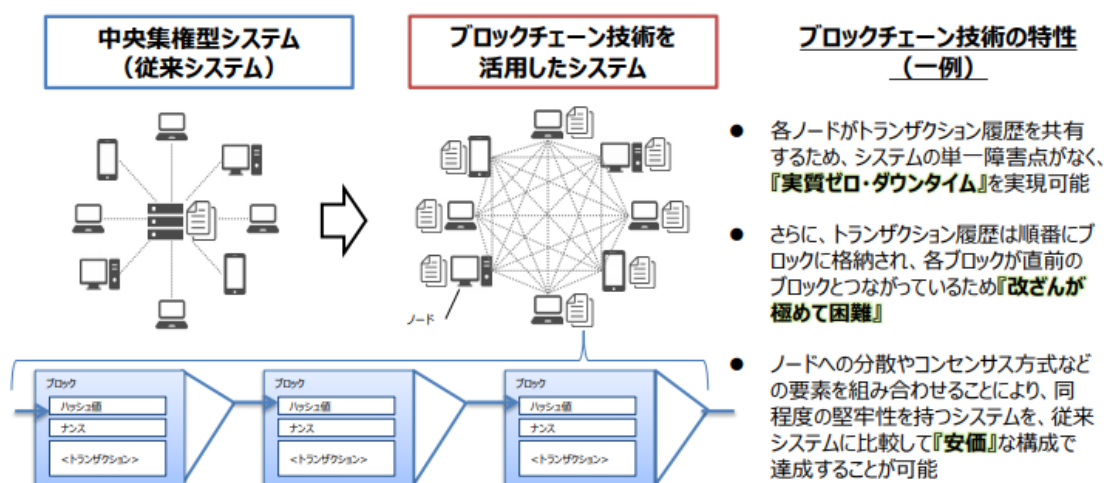 中央集権型システム
（従来システム）
ブロックチェーン技術を
活用したシステム
ノード
ブロック
ハッシュ値
ナンス
<トランザクション>
ブロック
ハッシュ値
ナンス
<トランザクション>
ブロック
ハッシュ値
ナンス
<トランザクション>
ブロックチェーン技術の特性
（一例）
● 各ノードがトランザクション履歴を共有
するため、システムの単一障害点がなく、
『実質ゼロ・ダウンタイム』を実現可能
● さらに、トランザクション履歴は順番にブ
ロックに格納され、各ブロックが直前の
ブロックとつながっているため『改ざんが
極めて困難』
● ノードへの分散やコンセンサス方式など
の要素を組み合わせることにより、同
程度の堅牢性を持つシステムを、従来
システムに比較して『安価』な構成で
達成することが可能